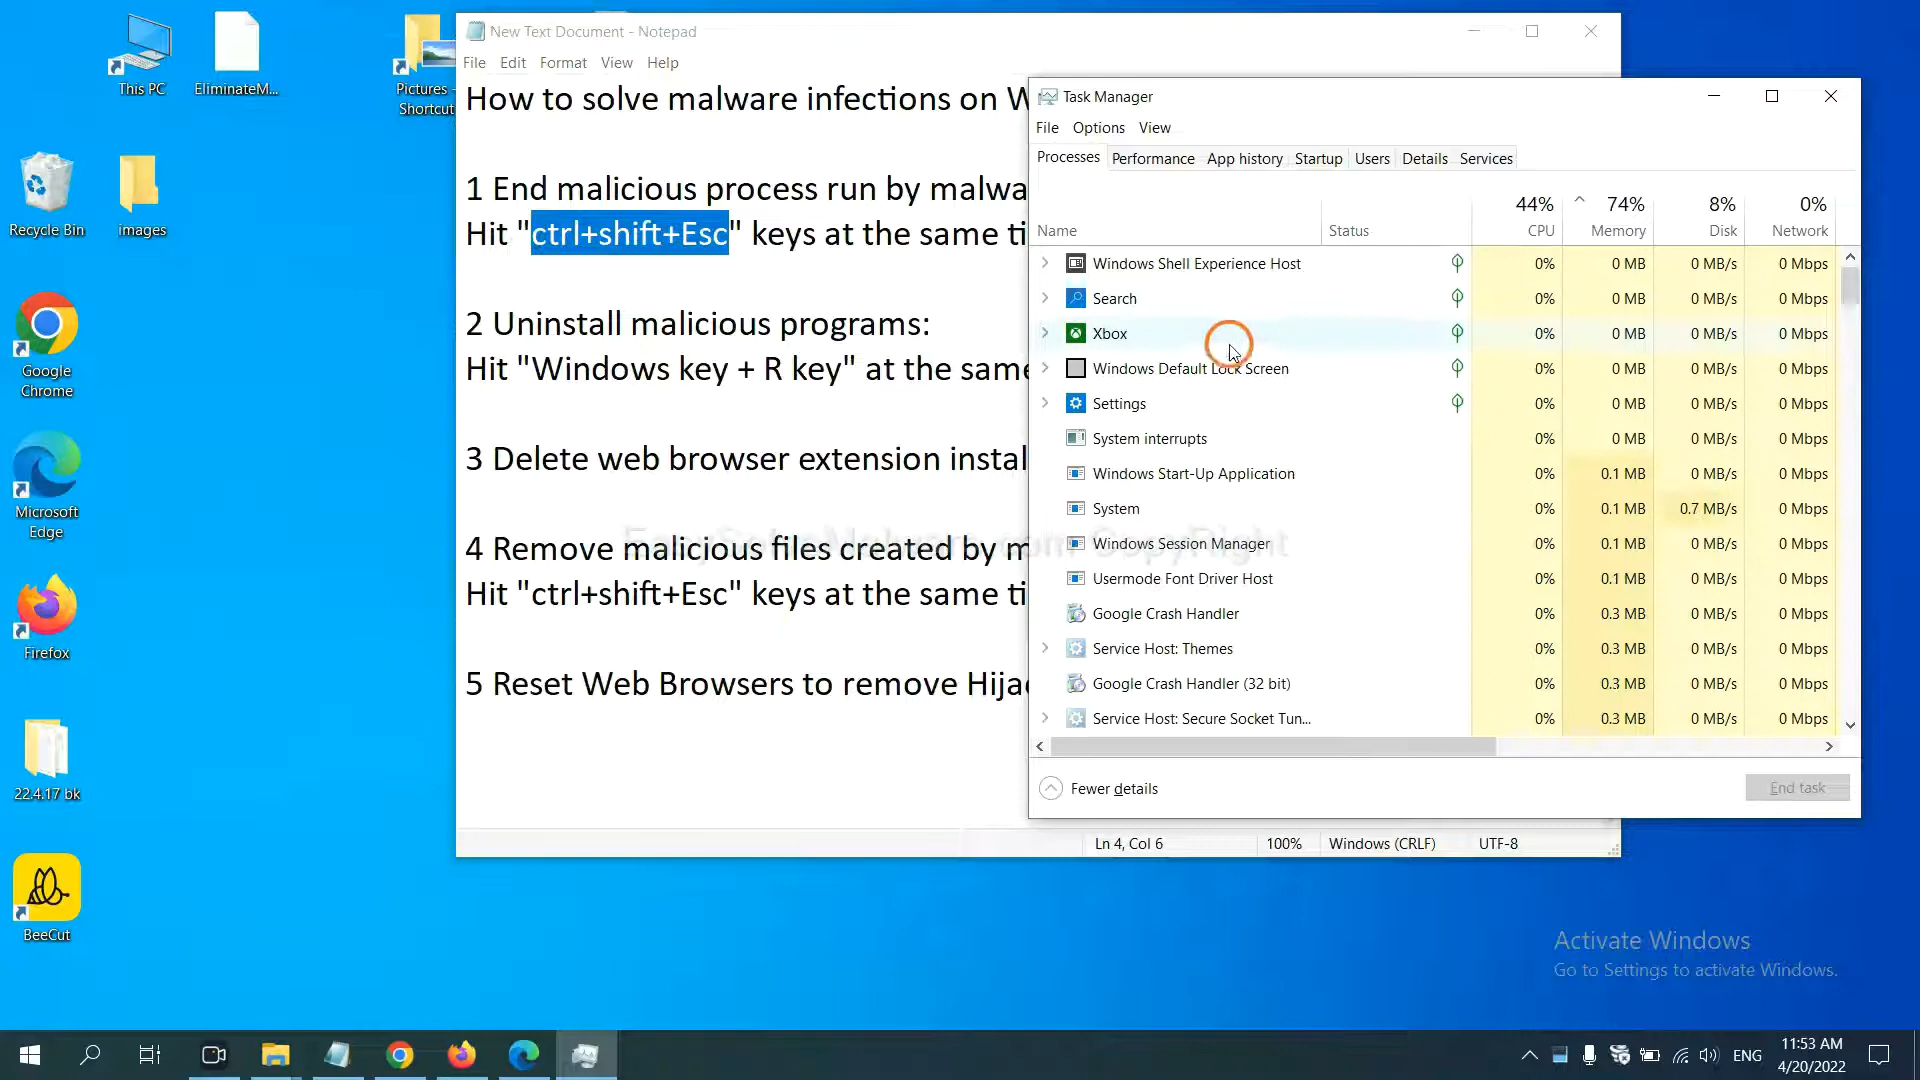 This PC
EliminateM...
Pictures -
Shortcut
Recycle Bin
images
Google
Chrome
Microsoft
Edge
Firefox
22.4.17 bk
BeeCut
New Text Document - Notepad
File Edit Format View Help
How to solve malware infections on W
1 End malicious process run by malwa
Hit "ctrl+shift+Esc" keys at the same ti
2 Uninstall malicious programs:
Hit "Windows key + R key" at the same
3 Delete web browser extension instal
4 Remove malicious files created by m
Hit "ctrl+shift+Esc" keys at the same ti
5 Reset Web Browsers to remove Hijac
EasySolveMalware.com CopyRight
Ln 4, Col 6 100% Windows (CRLF) UTF-8
Task Manager
File Options View
Processes Performance App history Startup Users Details Services
44% 74% 8% 0%
Name Status CPU Memory Disk Network
Windows Shell Experience Host 0% 0 MB 0 MB/s 0 Mbps
Search 0% 0 MB 0 MB/s 0 Mbps
Xbox 0% 0 MB 0 MB/s 0 Mbps
Windows Default Lock Screen 0% 0 MB 0 MB/s 0 Mbps
Settings 0% 0 MB 0 MB/s 0 Mbps
System interrupts 0% 0 MB 0 MB/s 0 Mbps
Windows Start-Up Application 0% 0.1 MB 0 MB/s 0 Mbps
System 0% 0.1 MB 0.7 MB/s 0 Mbps
Windows Session Manager 0% 0.1 MB 0 MB/s 0 Mbps
Usermode Font Driver Host 0% 0.1 MB 0 MB/s 0 Mbps
Google Crash Handler 0% 0.3 MB 0 MB/s 0 Mbps
Service Host: Themes 0% 0.3 MB 0 MB/s 0 Mbps
Google Crash Handler (32 bit) 0% 0.3 MB 0 MB/s 0 Mbps
Service Host: Secure Socket Tun... 0% 0.3 MB 0 MB/s 0 Mbps
Fewer details End task
Activate Windows
Go to Settings to activate Windows.
ENG
11:53 AM
4/20/2022